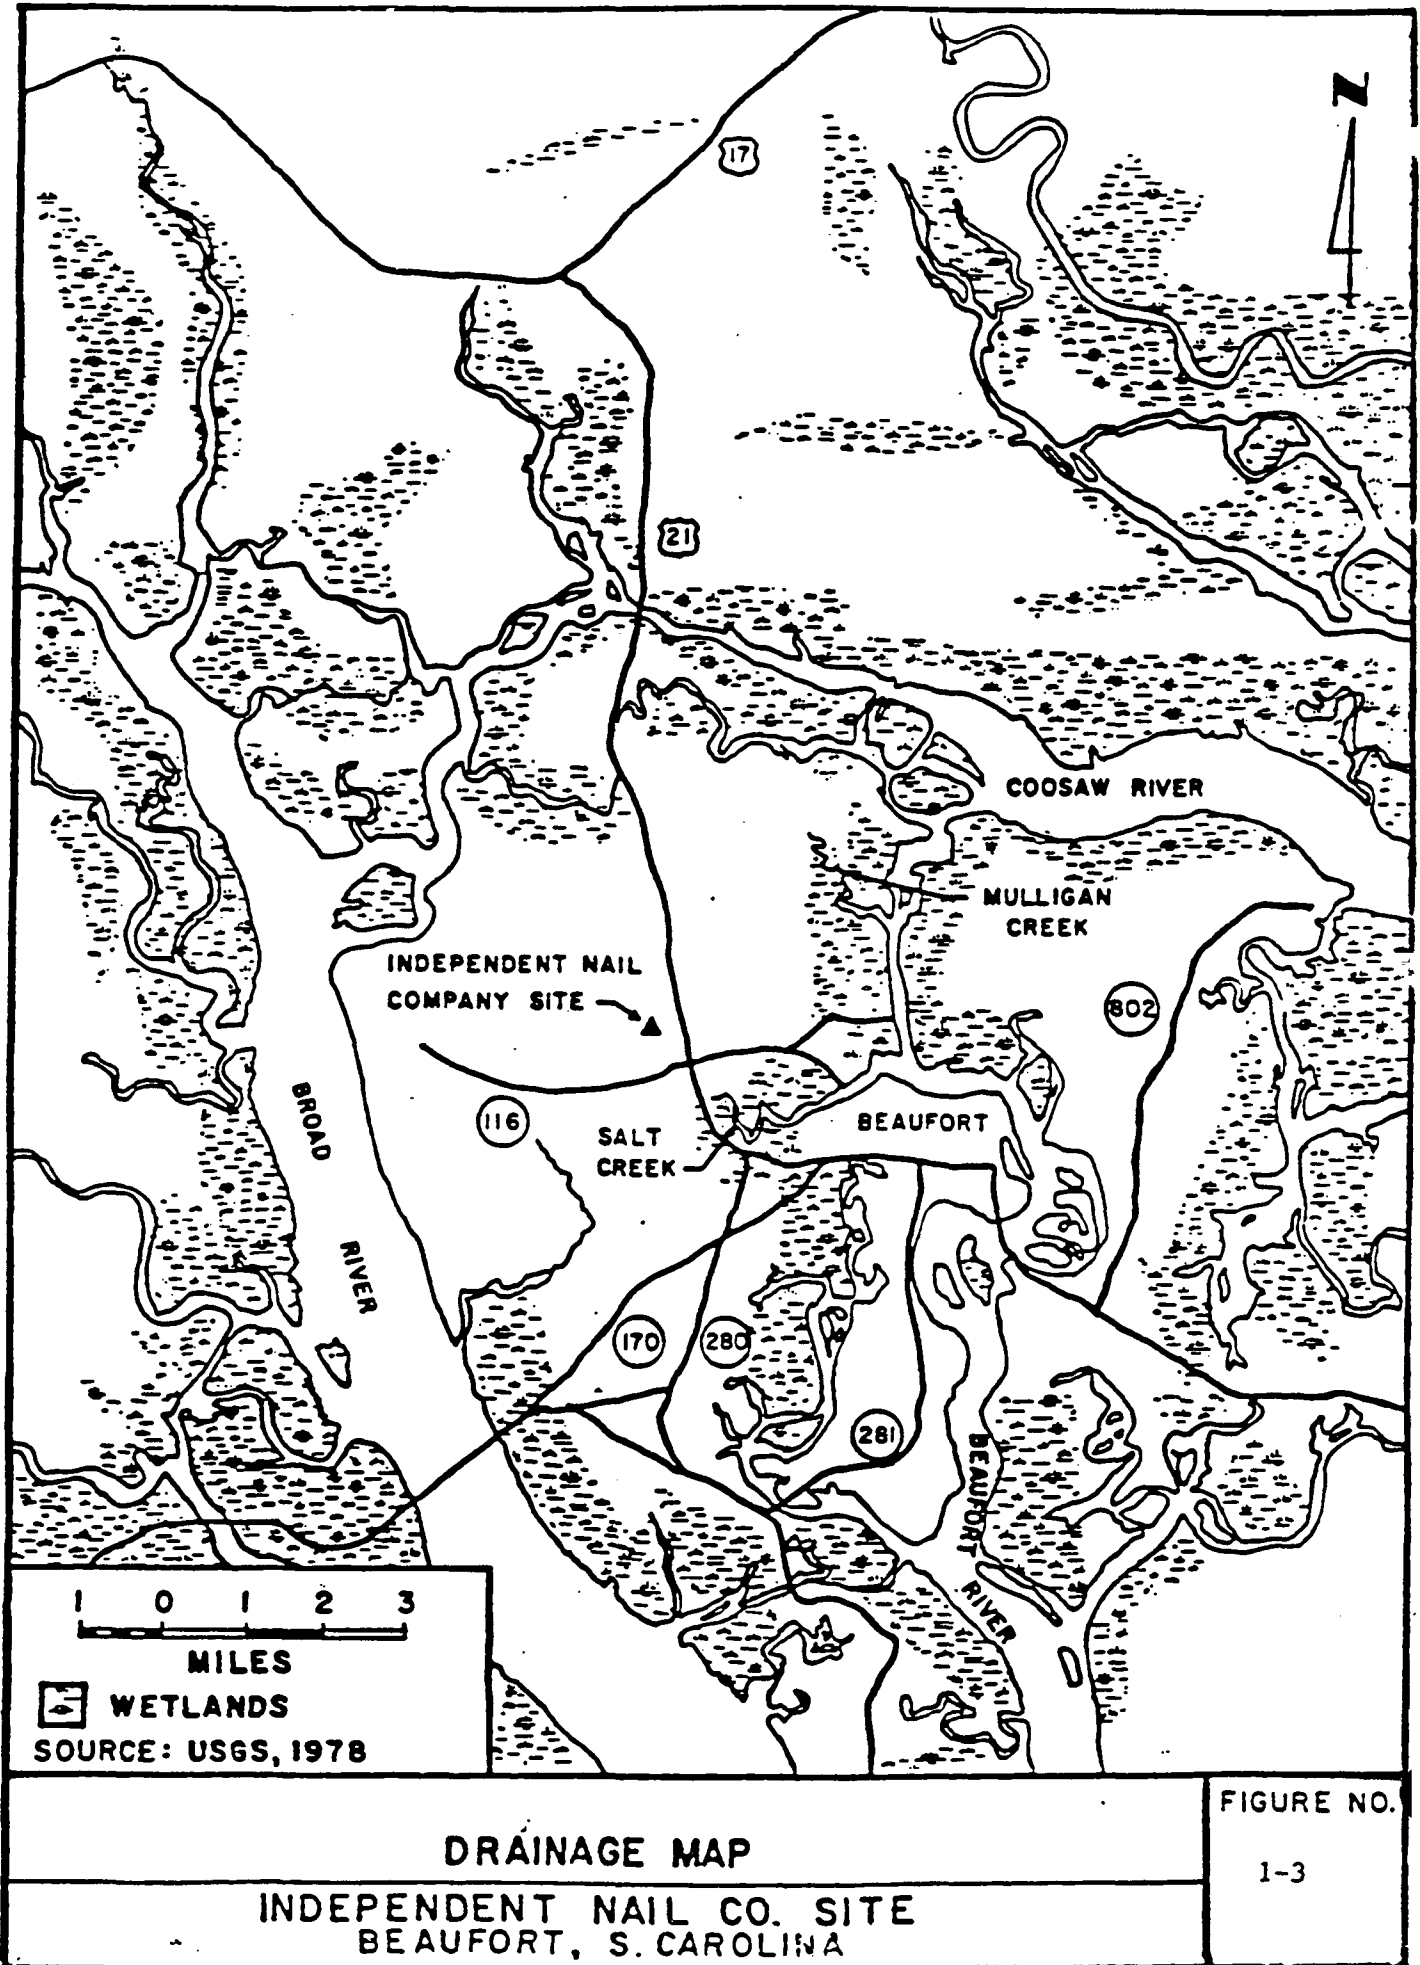 N
17
21
COOSAW RIVER
MULLIGAN
CREEK
INDEPENDENT NAIL
COMPANY SITE
802
BROAD
RIVER
116
SALT
CREEK
BEAUFORT
170
280
281
BEAUFORT
RIVER
1 0 1 2 3
MILES
WETLANDS
SOURCE: USGS, 1978
FIGURE NO.
1-3
DRAINAGE MAP
INDEPENDENT NAIL CO. SITE
BEAUFORT, S. CAROLINA